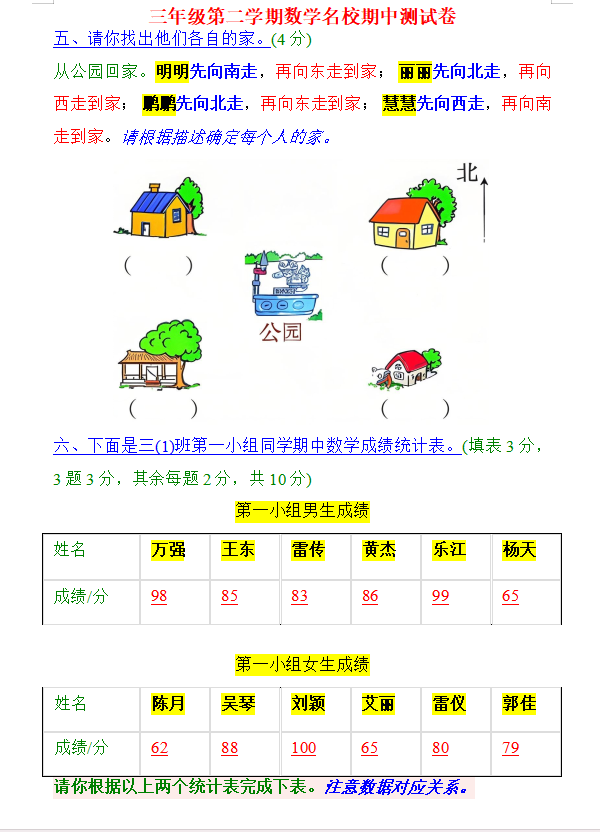 三年级第二学期数学名校期中测试卷
五、请你找出他们各自的家。(4分)
从公园回家。明明先向南走，再向东走到家；丽丽先向北走，再向
西走到家；鹏鹏先向北走，再向东走到家；慧慧先向西走，再向南
走到家。请根据描述确定每个人的家。
北
( ) ( )
公园
( ) ( )
六、下面是三(1)班第一小组同学期中数学成绩统计表。(填表3分，
3题3分，其余每题2分，共10分)
第一小组男生成绩
姓名 万强 王东 雷传 黄杰 乐江 杨天
成绩/分 98 85 83 86 99 65
第一小组女生成绩
姓名 陈月 吴琴 刘颖 艾丽 雷仪 郭佳
成绩/分 62 88 100 65 80 79
请你根据以上两个统计表完成下表。注意数据对应关系。